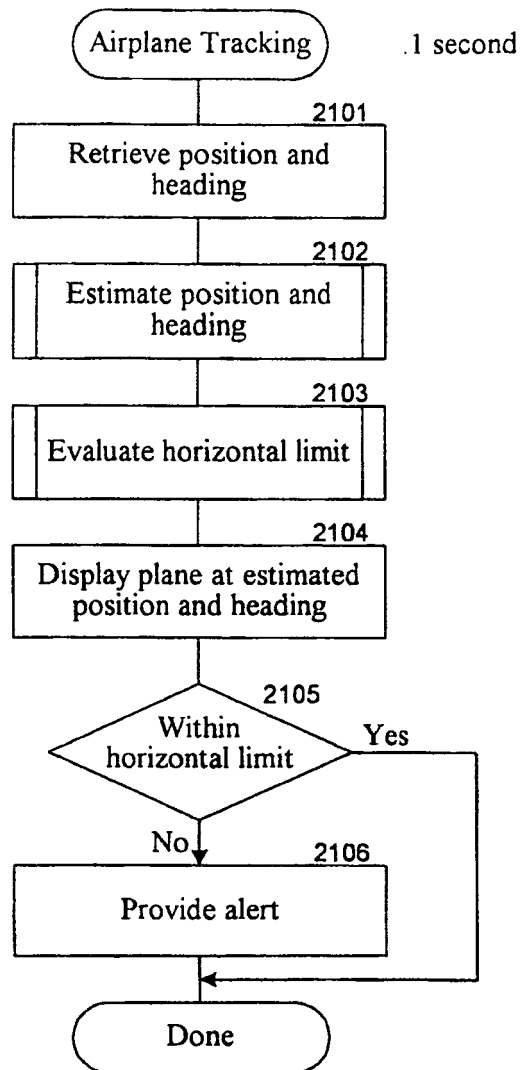 Airplane Tracking
.1 second
2101
Retrieve position and
heading
2102
Estimate position and
heading
2103
Evaluate horizontal limit
2104
Display plane at estimated
position and heading
2105
Within
horizontal limit
Yes
No
2106
Provide alert
Done